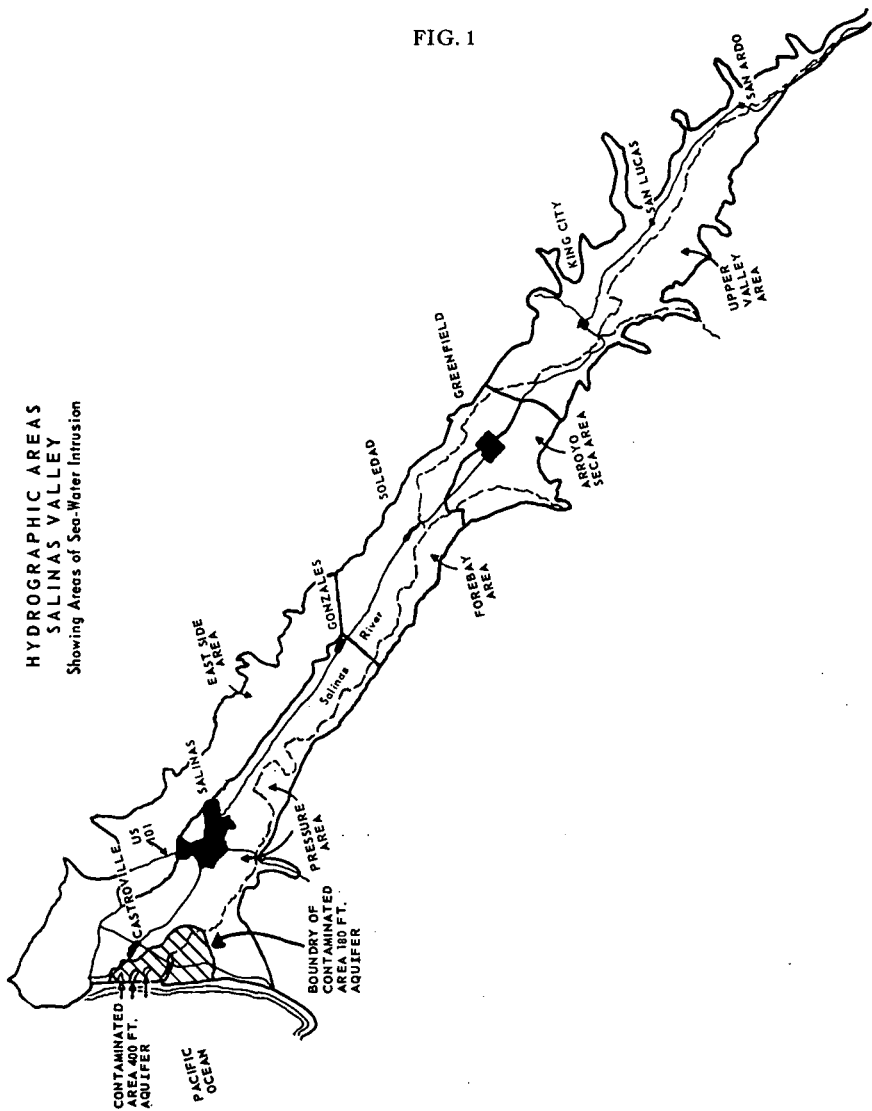 FIG. 1
HYDROGRAPHIC AREAS
SALINAS VALLEY
Showing Areas of Sea-Water Intrusion
CONTAMINATED
AREA 400 FT.
AQUIFER
PACIFIC
OCEAN
CASTROVILLE
US
101
SALINAS
BOUNDRY OF
CONTAMINATED
AREA 180 FT.
AQUIFER
PRESSURE
AREA
EAST SIDE
AREA
GONZALES
Salinas
River
SOLEDAD
FOREBAY
AREA
GREENFIELD
ARROYO
SECA AREA
KING CITY
SAN LUCAS
UPPER
VALLEY
AREA
SAN ARDO